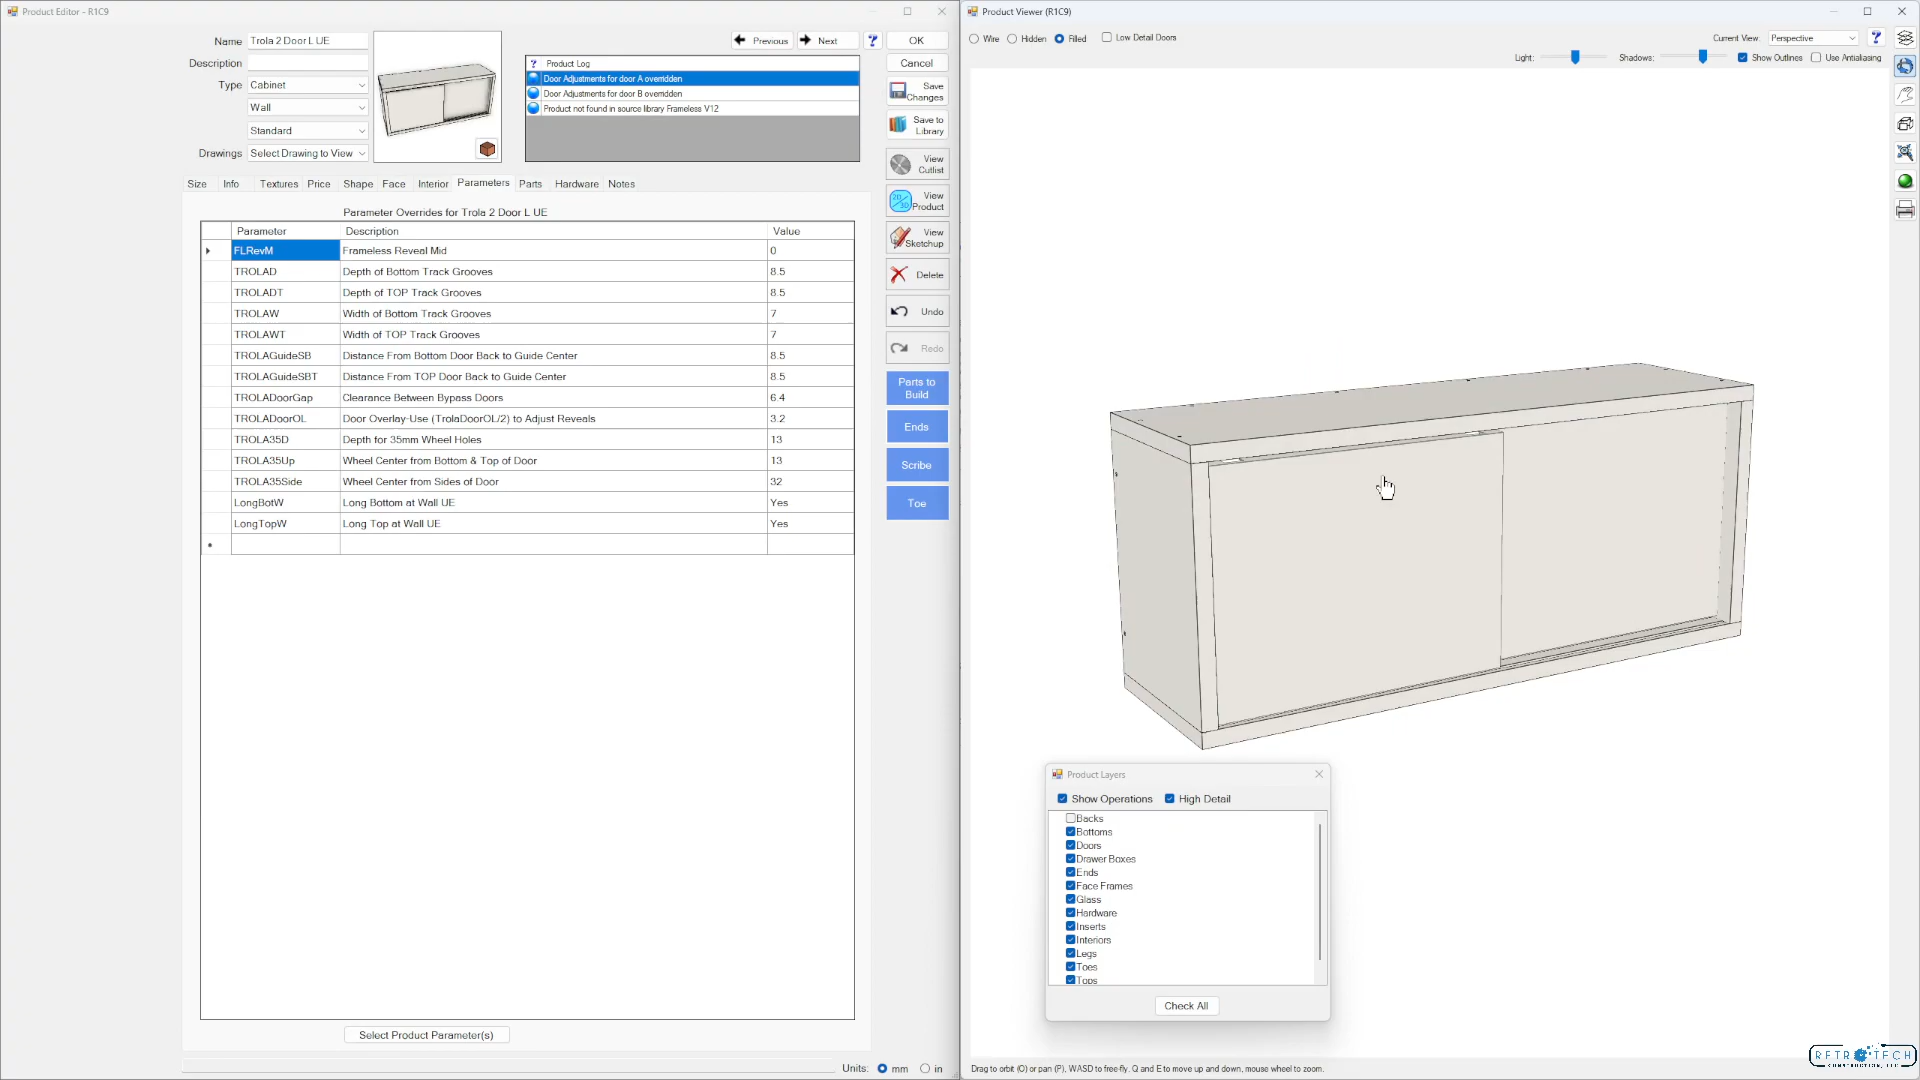 Product Editor - R1C9
Name Trola 2 Door L UE
Description
Type Cabinet
Wall
Standard
Drawings Select Drawing to View
Previous Next ? OK
? Product Log
Door Adjustments for door A overridden
Door Adjustments for door B overridden
Product not found in source library Frameless V12
Cancel
Save Changes
Save to Library
View Cutlist
2D/3D View Product
View Sketchup
Delete
Undo
Redo
Parts to Build
Ends
Scribe
Toe
Size Info Textures Price Shape Face Interior Parameters Parts Hardware Notes
Parameter Overrides for Trola 2 Door L UE
Parameter Description Value
FLRevM Frameless Reveal Mid 0
TROLAD Depth of Bottom Track Grooves 8.5
TROLADT Depth of TOP Track Grooves 8.5
TROLAW Width of Bottom Track Grooves 7
TROLAWT Width of TOP Track Grooves 7
TROLAGuideSB Distance From Bottom Door Back to Guide Center 8.5
TROLAGuideSBT Distance From TOP Door Back to Guide Center 8.5
TROLADoorGap Clearance Between Bypass Doors 6.4
TROLADoorOL Door Overlay-Use (TrolaDoorOL/2) to Adjust Reveals 3.2
TROLA35D Depth for 35mm Wheel Holes 13
TROLA35Up Wheel Center from Bottom & Top of Door 13
TROLA35Side Wheel Center from Sides of Door 32
LongBotW Long Bottom at Wall UE Yes
LongTopW Long Top at Wall UE Yes
Select Product Parameter(s)
Units: mm in
Product Viewer (R1C9)
Wire Hidden Filled Low Detail Doors
Current View: Perspective ?
Light: Shadows: Show Outlines Use Antialiasing
Product Layers
Show Operations High Detail
Backs
Bottoms
Doors
Drawer Boxes
Ends
Face Frames
Glass
Hardware
Inserts
Interiors
Legs
Toes
Tops
Check All
Drag to orbit (O) or pan (P), WASD to free-fly. Q and E to move up and down, mouse wheel to zoom.
RETROTECH
CONSTRUCTION, LLC